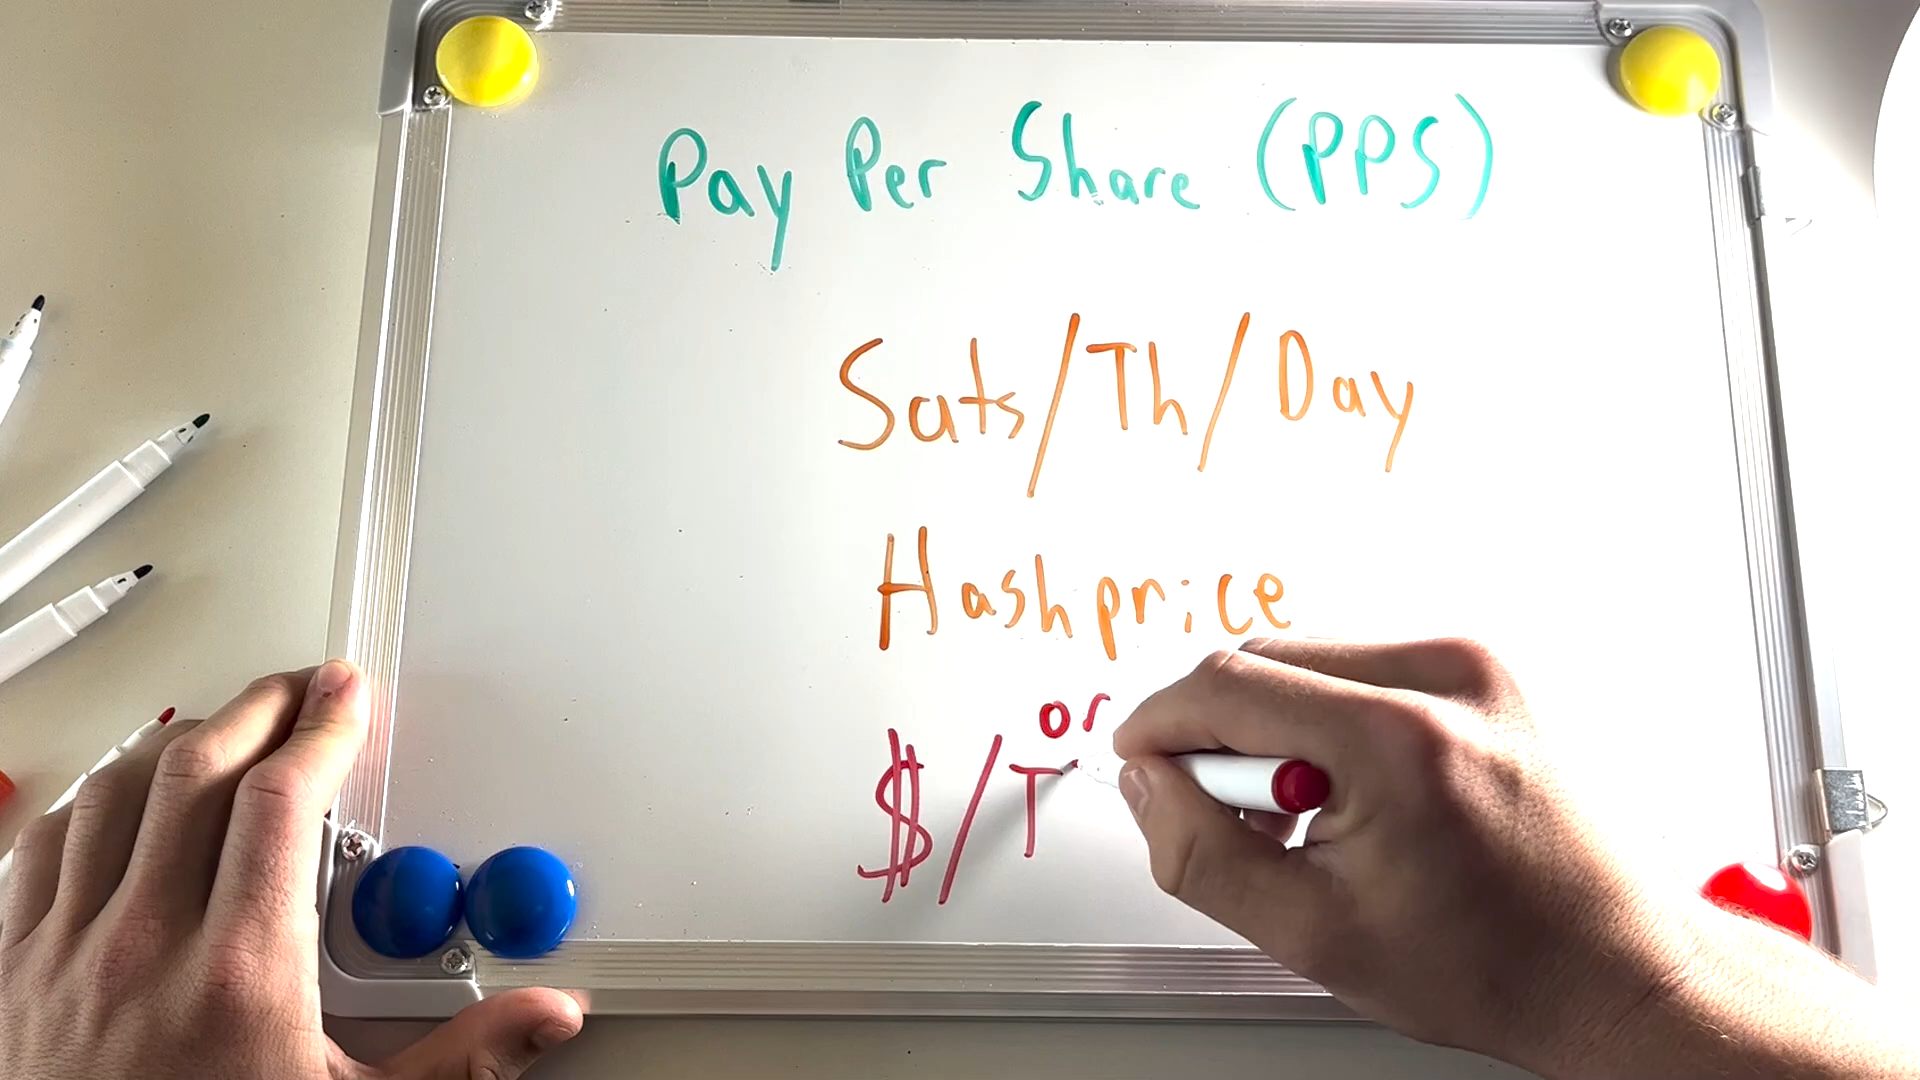 Pay Per Share (PPS)
Sats/Th/Day
Hashprice
or
$/T